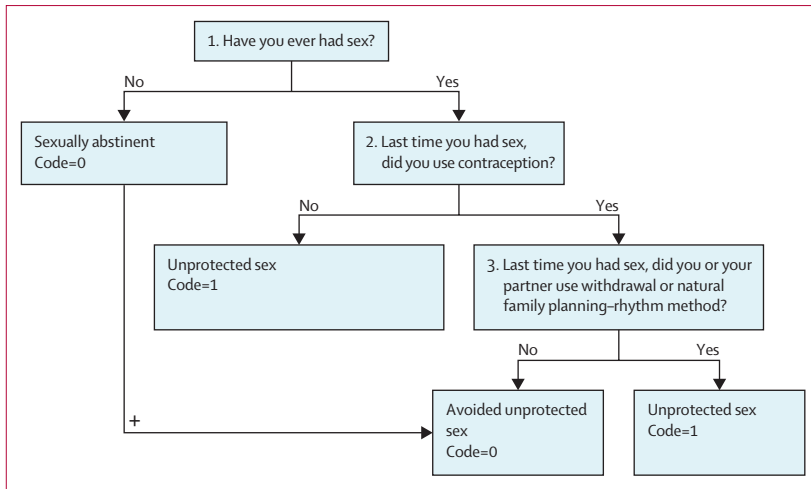 1. Have you ever had sex?
No
Yes
Sexually abstinent
Code=0
2. Last time you had sex,
did you use contraception?
No
Yes
Unprotected sex
Code=1
3. Last time you had sex, did you or your
partner use withdrawal or natural
family planning–rhythm method?
No
Yes
+
Avoided unprotected
sex
Code=0
Unprotected sex
Code=1